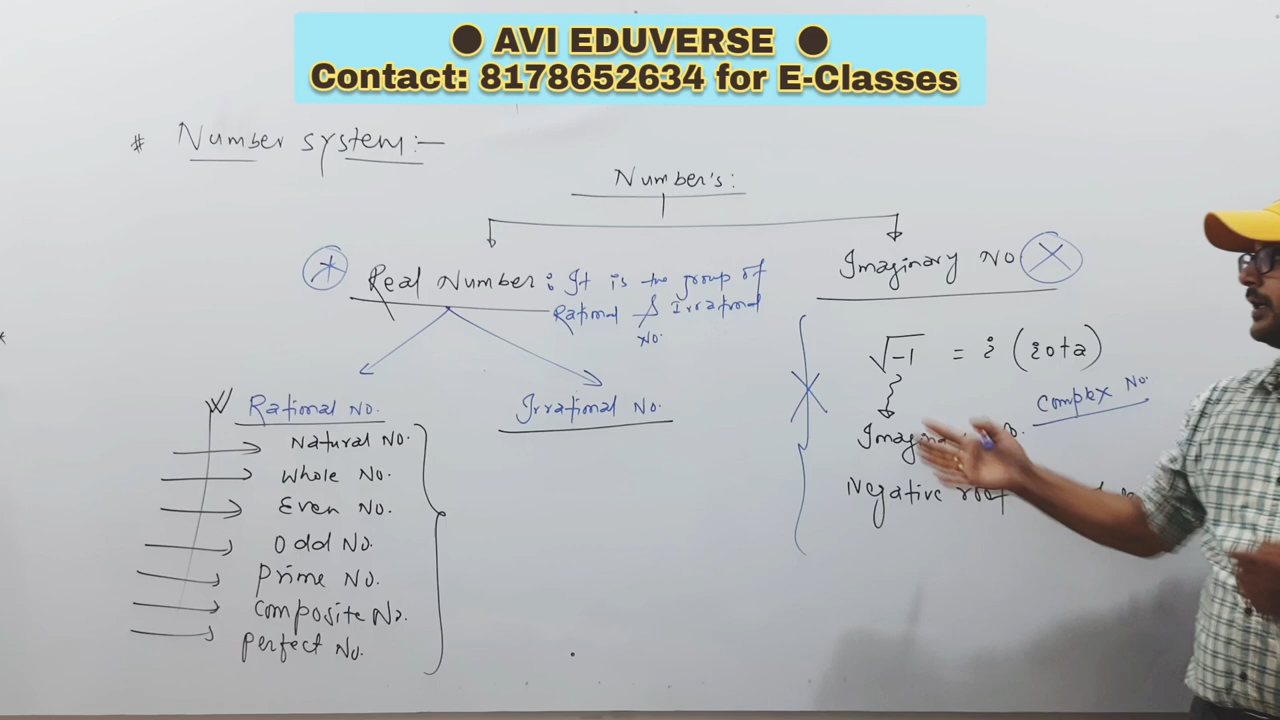 ● AVI EDUVERSE ●
Contact: 8178652634 for E-Classes
# Number system:-
Number's:
Real Number: It is the group of
Rational & Irrational
No.
Imaginary No
√-1 = i (iota)
Complex No.
Negative root
Rational No.
Irrational No.
Natural No.
Whole No.
Even No.
Odd No.
Prime No.
Composite No.
Perfect No.